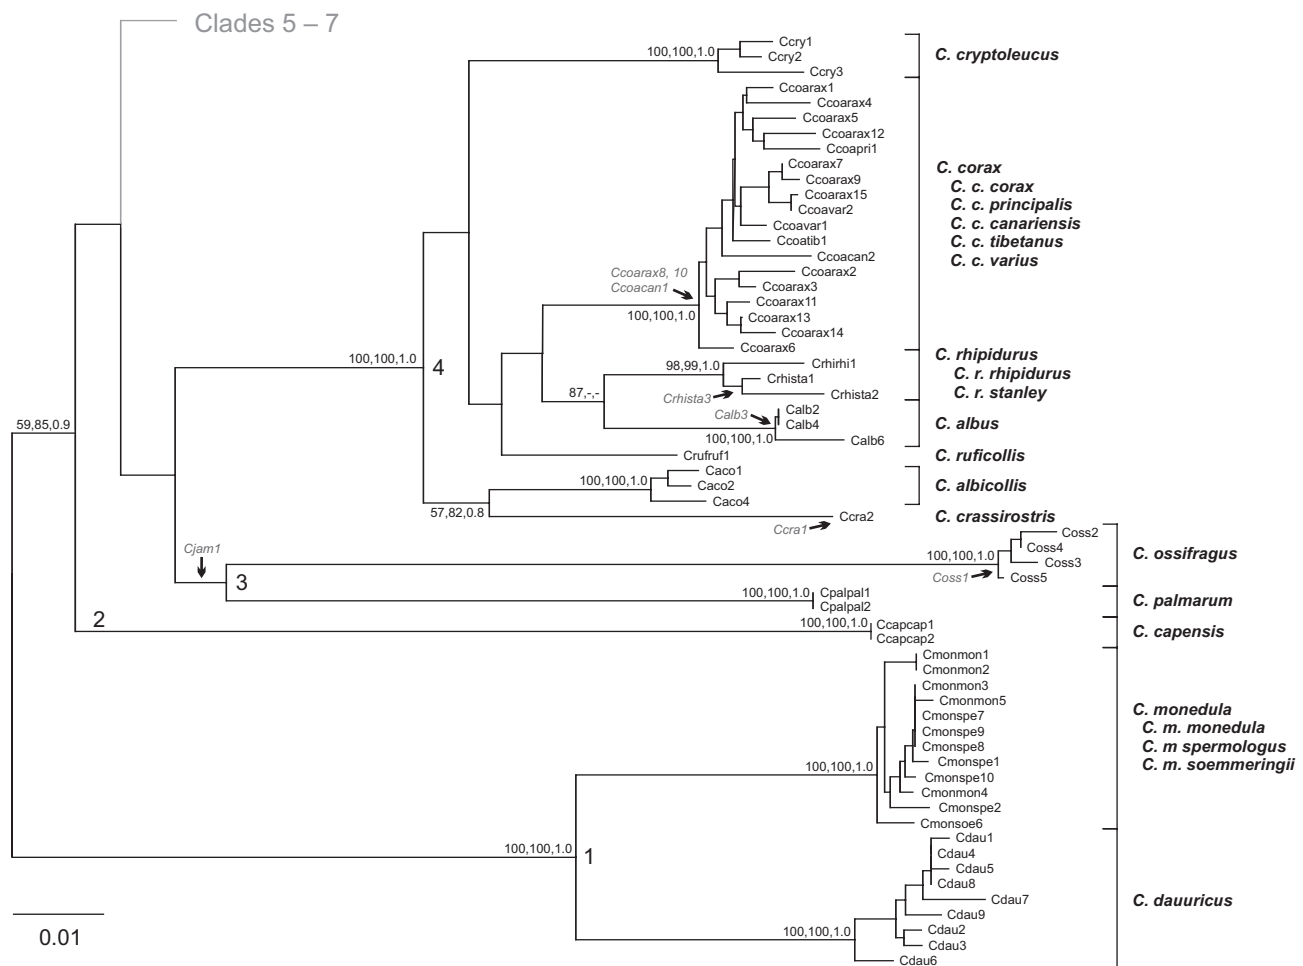 Clades 5 – 7
100,100,1.0
Ccry1
Ccry2
Ccry3
C. cryptoleucus
Ccoarax1
Ccoarax4
Ccoarax5
Ccoarax12
Ccoapri1
Ccoarax7
Ccoarax9
Ccoarax15
Ccoavar2
Ccoavar1
Ccoatib1
Ccoacan2
Ccoarax2
Ccoarax3
Ccoarax11
Ccoarax13
Ccoarax14
Ccoarax6
Ccoarax8, 10
Ccoacan1
100,100,1.0
C. corax
C. c. corax
C. c. principalis
C. c. canariensis
C. c. tibetanus
C. c. varius
100,100,1.0
4
98,99,1.0
Crhirhi1
Crhista1
Crhista2
Crhista3
C. rhipidurus
C. r. rhipidurus
C. r. stanley
87,-,-
Calb3
Calb2
Calb4
Calb6
100,100,1.0
C. albus
59,85,0.9
Crufruf1
C. ruficollis
100,100,1.0
Caco1
Caco2
Caco4
C. albicollis
57,82,0.8
Ccra2
Ccra1
C. crassirostris
Cjam1
3
100,100,1.0
Coss2
Coss4
Coss3
Coss5
Coss1
C. ossifragus
100,100,1.0
Cpalpal1
Cpalpal2
C. palmarum
2
100,100,1.0
Ccapcap1
Ccapcap2
C. capensis
Cmonmon1
Cmonmon2
Cmonmon3
Cmonmon5
Cmonspe7
Cmonspe9
Cmonspe8
Cmonspe1
Cmonspe10
Cmonmon4
Cmonspe2
Cmonsoe6
100,100,1.0
C. monedula
C. m. monedula
C. m spermologus
C. m. soemmeringii
100,100,1.0
1
Cdau1
Cdau4
Cdau5
Cdau8
Cdau7
Cdau9
Cdau2
Cdau3
Cdau6
100,100,1.0
C. dauuricus
0.01